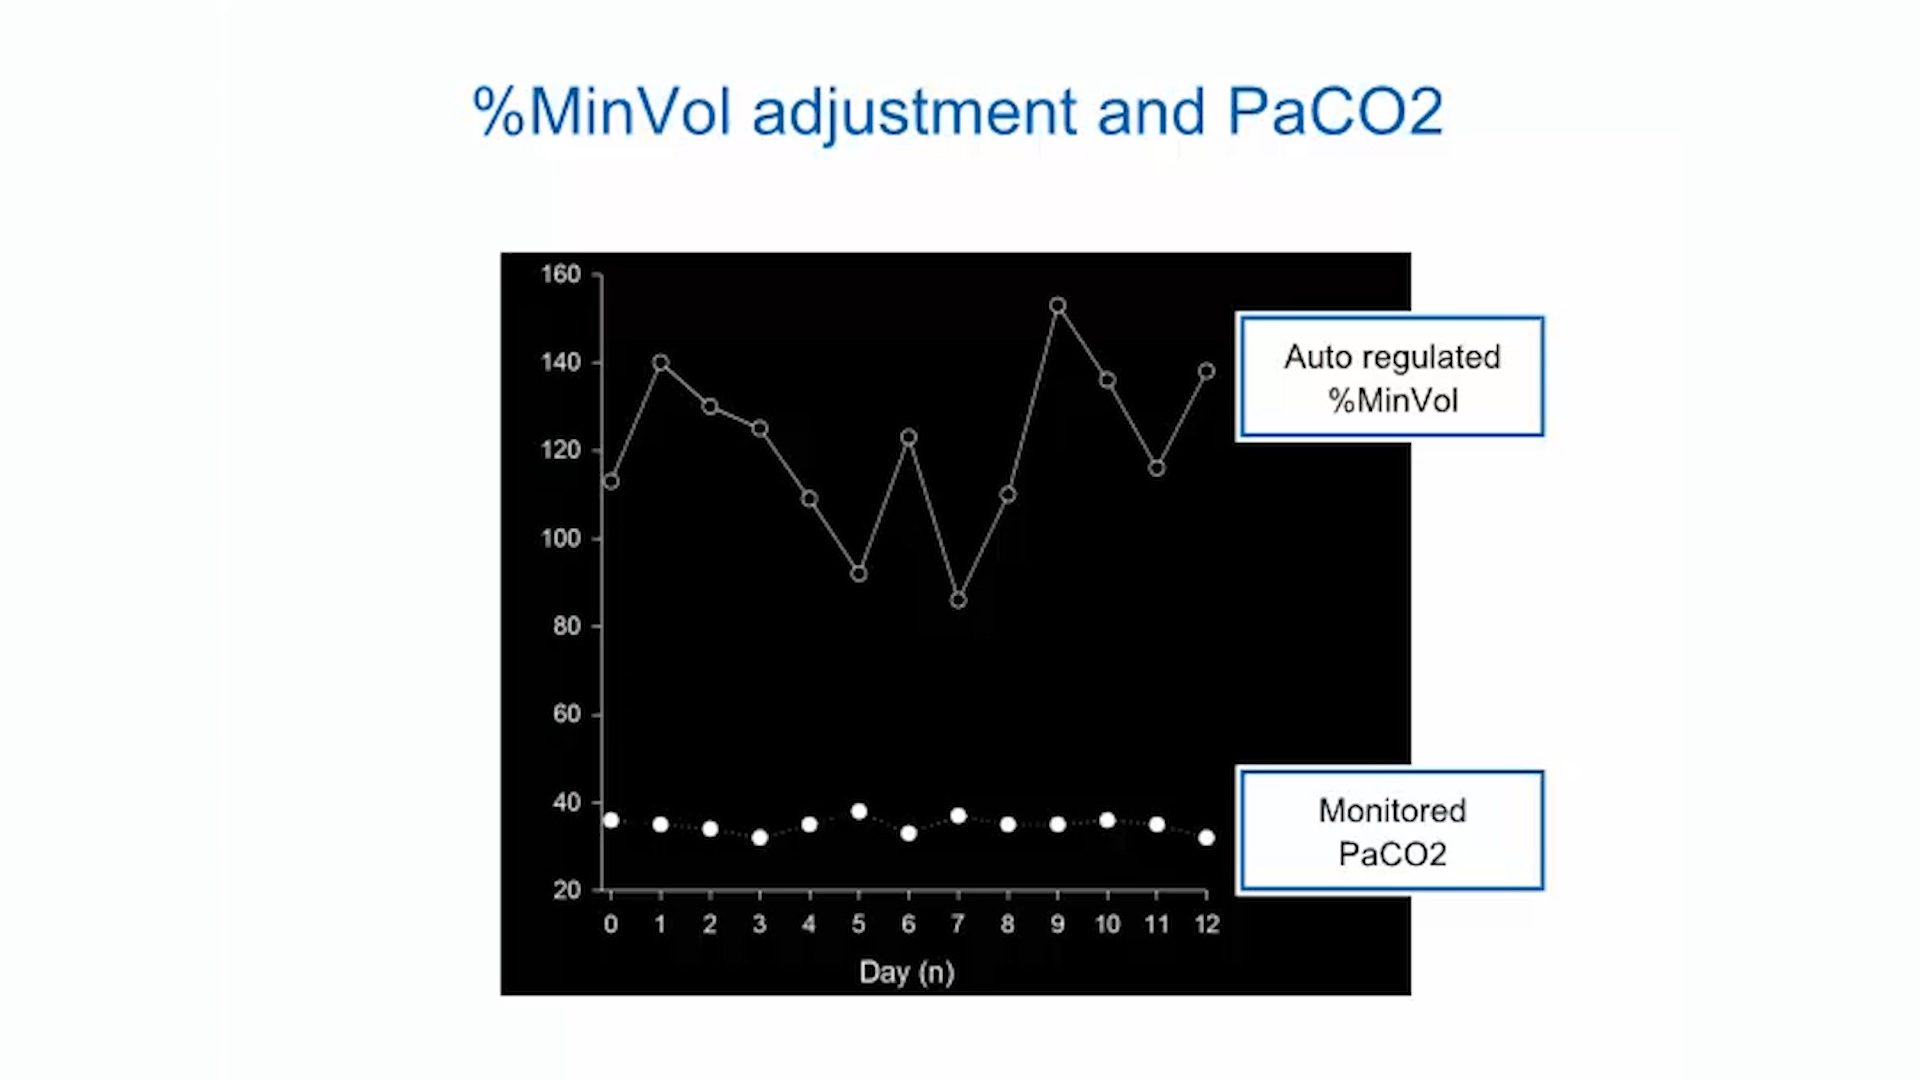 %MinVol adjustment and PaCO2
160
140
120
100
80
60
40
20
0 1 2 3 4 5 6 7 8 9 10 11 12
Day (n)
Auto regulated
%MinVol
Monitored
PaCO2